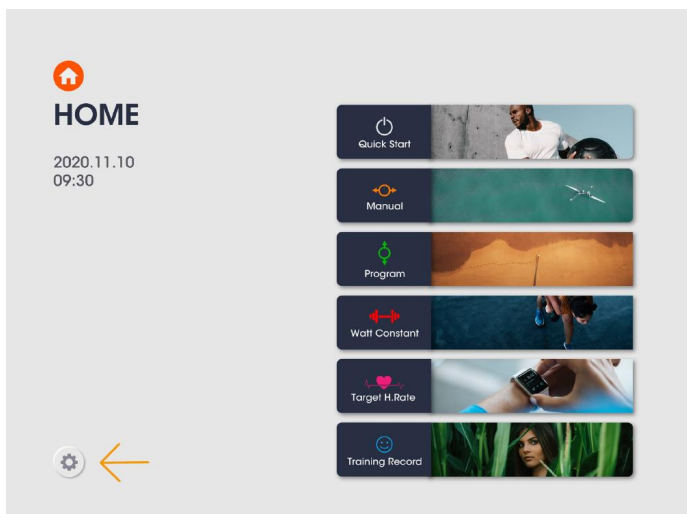 HOME
2020.11.10
09:30
Quick Start
Manual
Program
Watt Constant
Target H.Rate
Training Record